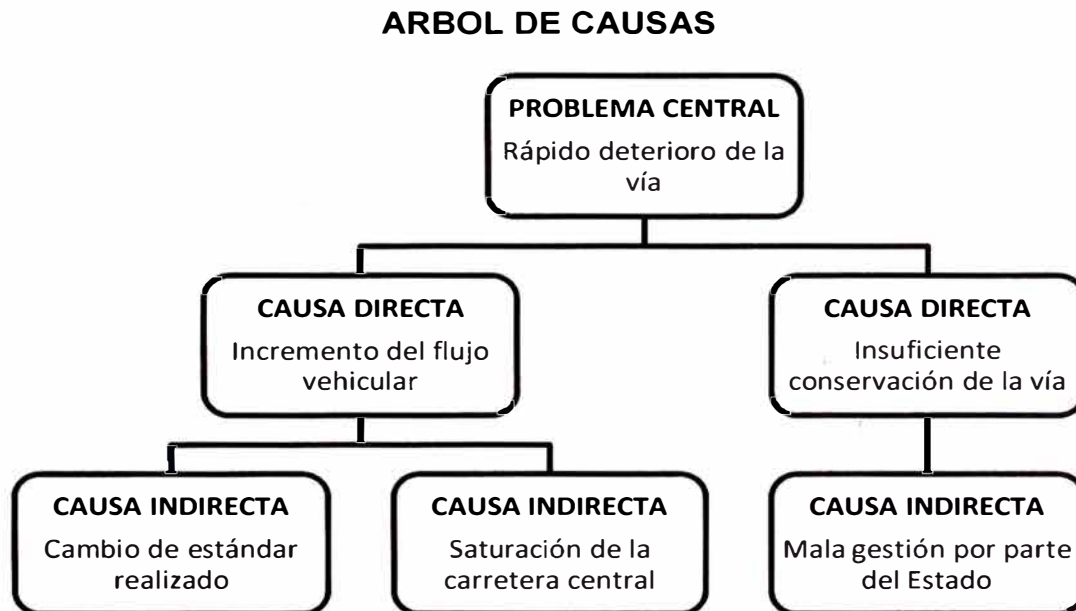 ARBOL DE CAUSAS
PROBLEMA CENTRAL
Rápido deterioro de la
vía
CAUSA DIRECTA
Incremento del flujo
vehicular
CAUSA DIRECTA
Insuficiente
conservación de la vía
CAUSA INDIRECTA
Cambio de estándar
realizado
CAUSA INDIRECTA
Saturación de la
carretera central
CAUSA INDIRECTA
Mala gestión por parte
del Estado